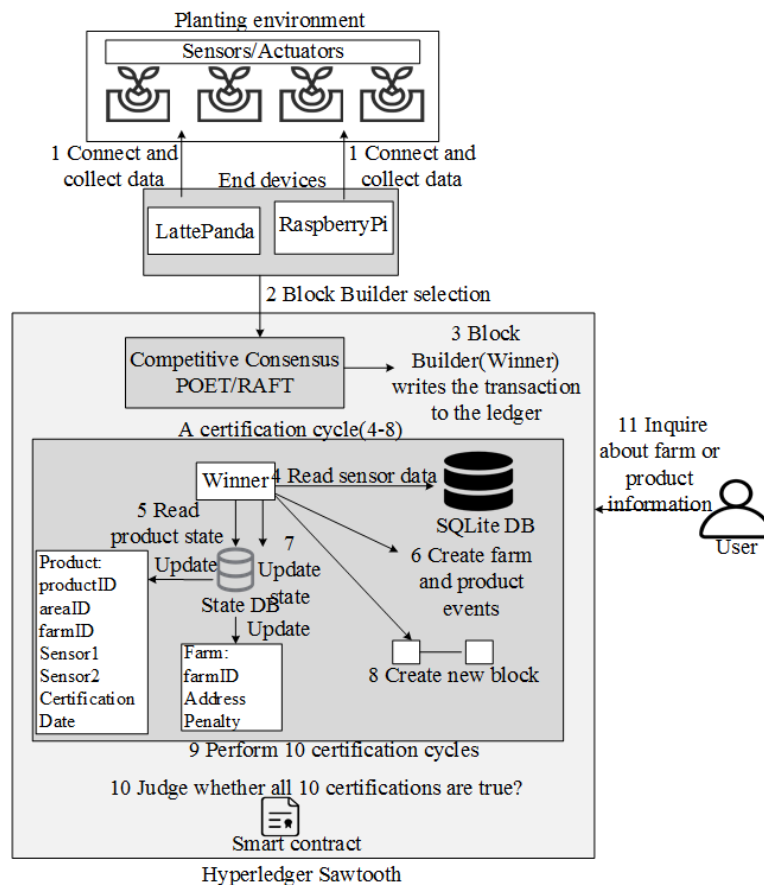 Planting environment
Sensors/Actuators
1 Connect and
collect data
1 Connect and
collect data
End devices
LattePanda
RaspberryPi
2 Block Builder selection
Competitive Consensus
POET/RAFT
3 Block
Builder(Winner)
writes the transaction
to the ledger
A certification cycle(4-8)
Winner
4 Read sensor data
SQLite DB
5 Read
product state
7
Update
state
6 Create farm
and product
events
Update
State DB
Update
Product:
productID
areaID
farmID
Sensor1
Sensor2
Certification
Date
Farm:
farmID
Address
Penalty
8 Create new block
9 Perform 10 certification cycles
10 Judge whether all 10 certifications are true?
Smart contract
Hyperledger Sawtooth
11 Inquire
about farm or
product
information
User